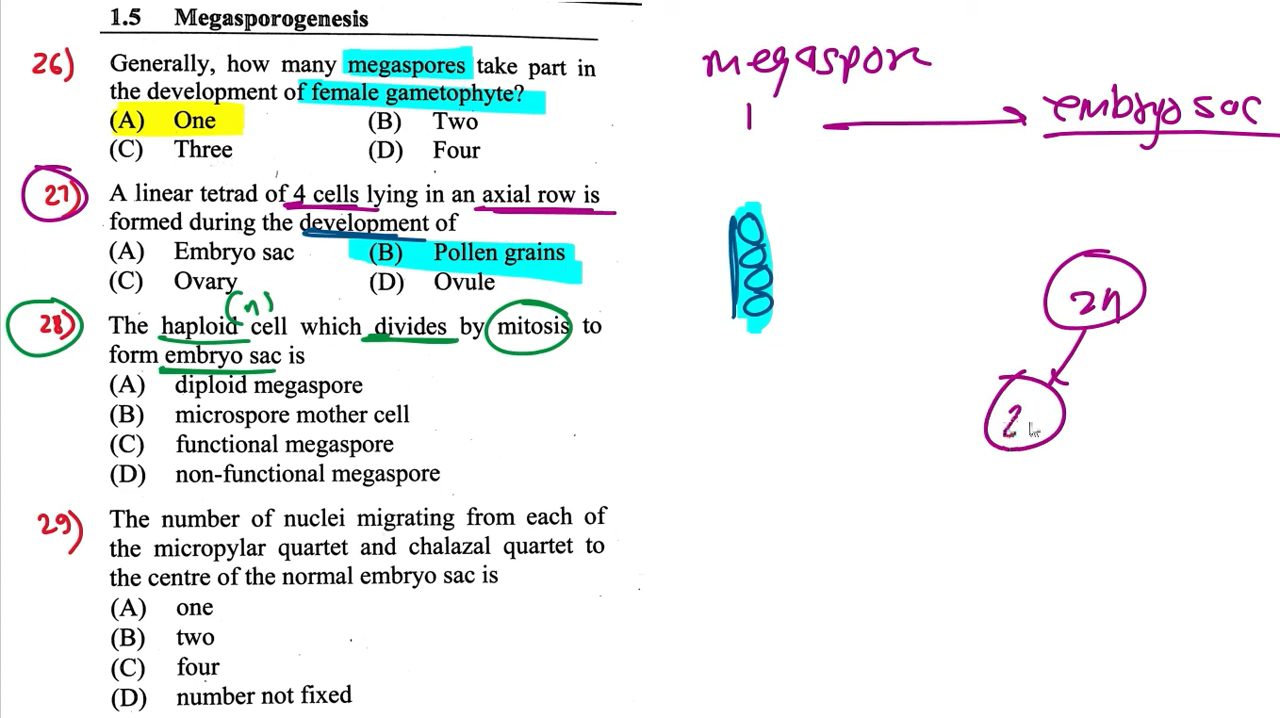 1.5 Megasporogenesis
26) Generally, how many megaspores take part in
the development of female gametophyte?
(A) One (B) Two
(C) Three (D) Four
27) A linear tetrad of 4 cells lying in an axial row is
formed during the development of
(A) Embryo sac (B) Pollen grains
(C) Ovary (D) Ovule
(n)
28) The haploid cell which divides by mitosis to
form embryo sac is
(A) diploid megaspore
(B) microspore mother cell
(C) functional megaspore
(D) non-functional megaspore
29) The number of nuclei migrating from each of
the micropylar quartet and chalazal quartet to
the centre of the normal embryo sac is
(A) one
(B) two
(C) four
(D) number not fixed
megaspore
1 embryo sac
2n
2